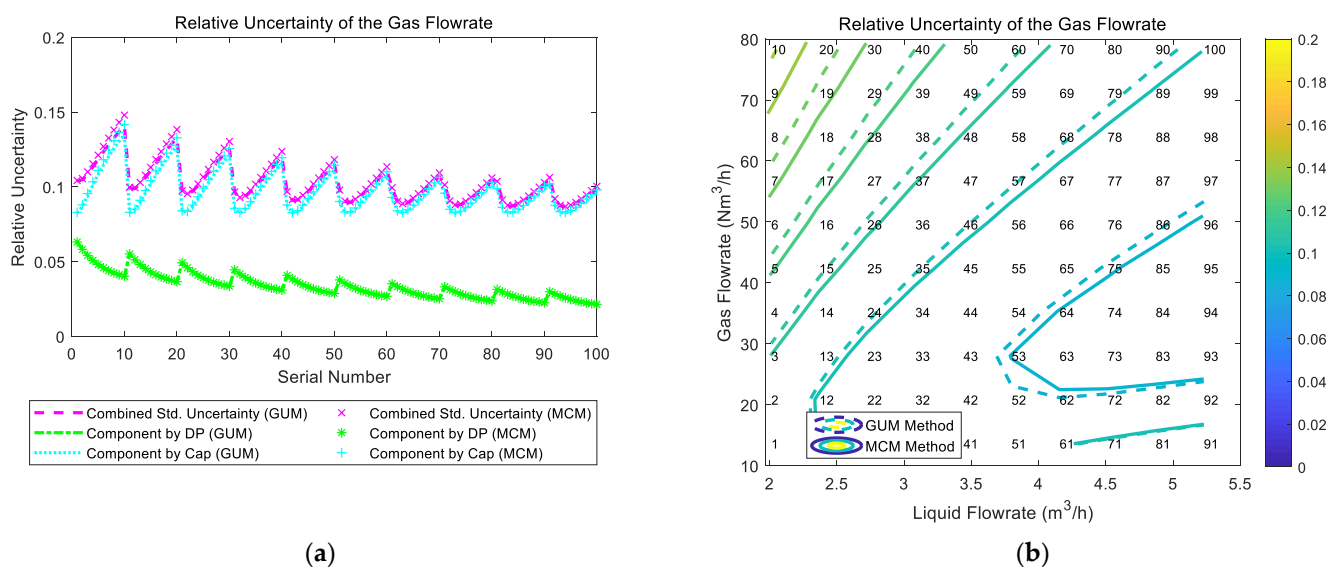 Relative Uncertainty of the Gas Flowrate
0.2
0.15
0.1
0.05
0
Relative Uncertainty
0 10 20 30 40 50 60 70 80 90 100
Serial Number
Combined Std. Uncertainty (GUM)
Component by DP (GUM)
Component by Cap (GUM)
Combined Std. Uncertainty (MCM)
Component by DP (MCM)
Component by Cap (MCM)
(a)
Relative Uncertainty of the Gas Flowrate
80
70
60
50
40
30
20
10
Gas Flowrate (Nm³/h)
10 20 30 40 50 60 70 80 90 100
9 19 29 39 49 59 69 79 89 99
8 18 28 38 48 58 68 78 88 98
7 17 27 37 47 57 67 77 87 97
6 16 26 36 46 56 66 76 86 96
5 15 25 35 45 55 65 75 85 95
4 14 24 34 44 54 64 74 84 94
3 13 23 33 43 53 63 73 83 93
2 12 22 32 42 52 62 72 82 92
1 41 51 61 71 81 91
GUM Method
MCM Method
2 2.5 3 3.5 4 4.5 5 5.5
Liquid Flowrate (m³/h)
0.2
0.18
0.16
0.14
0.12
0.1
0.08
0.06
0.04
0.02
0
(b)